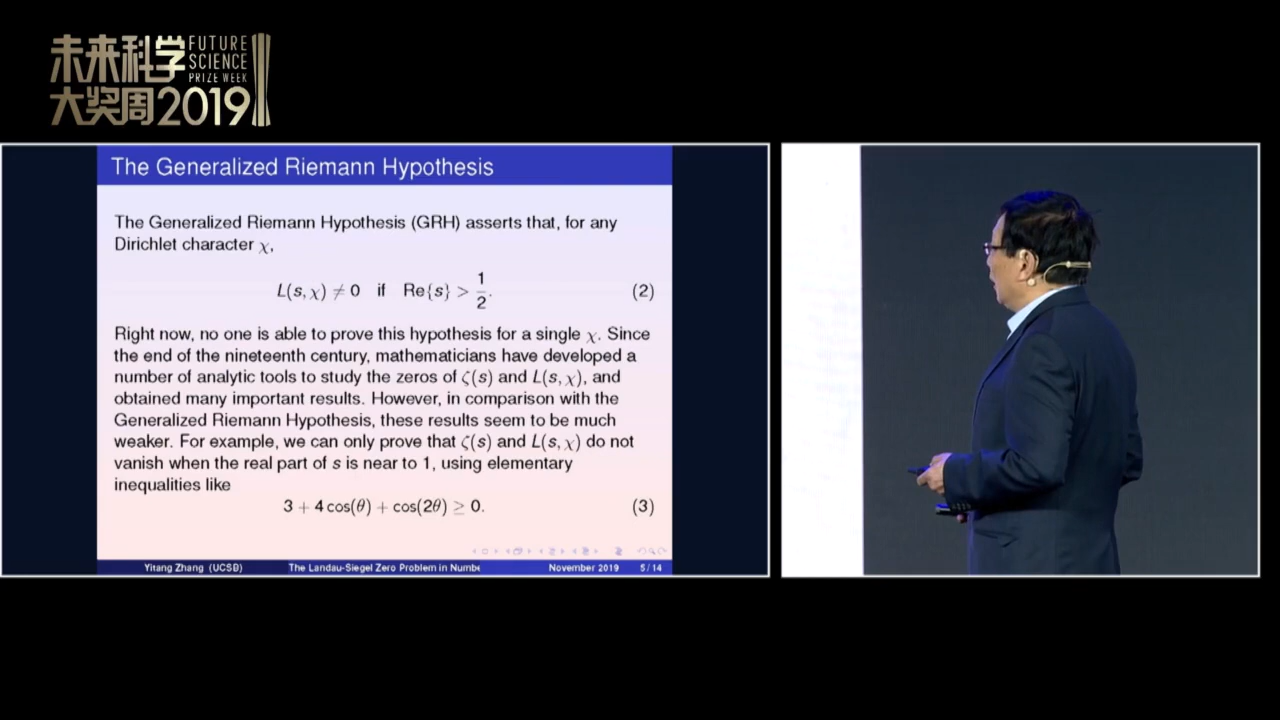 未来科学
FUTURE
SCIENCE
PRIZE WEEK
大奖周2019
The Generalized Riemann Hypothesis
The Generalized Riemann Hypothesis (GRH) asserts that, for any
Dirichlet character χ,
L(s, χ) ≠ 0 if Re{s} > 1/2. (2)
Right now, no one is able to prove this hypothesis for a single χ. Since
the end of the nineteenth century, mathematicians have developed a
number of analytic tools to study the zeros of ζ(s) and L(s, χ), and
obtained many important results. However, in comparison with the
Generalized Riemann Hypothesis, these results seem to be much
weaker. For example, we can only prove that ζ(s) and L(s, χ) do not
vanish when the real part of s is near to 1, using elementary
inequalities like
3 + 4 cos(θ) + cos(2θ) ≥ 0. (3)
Yitang Zhang (UCSB) The Landau-Siegel Zero Problem in Numbe November 2019 5 / 14